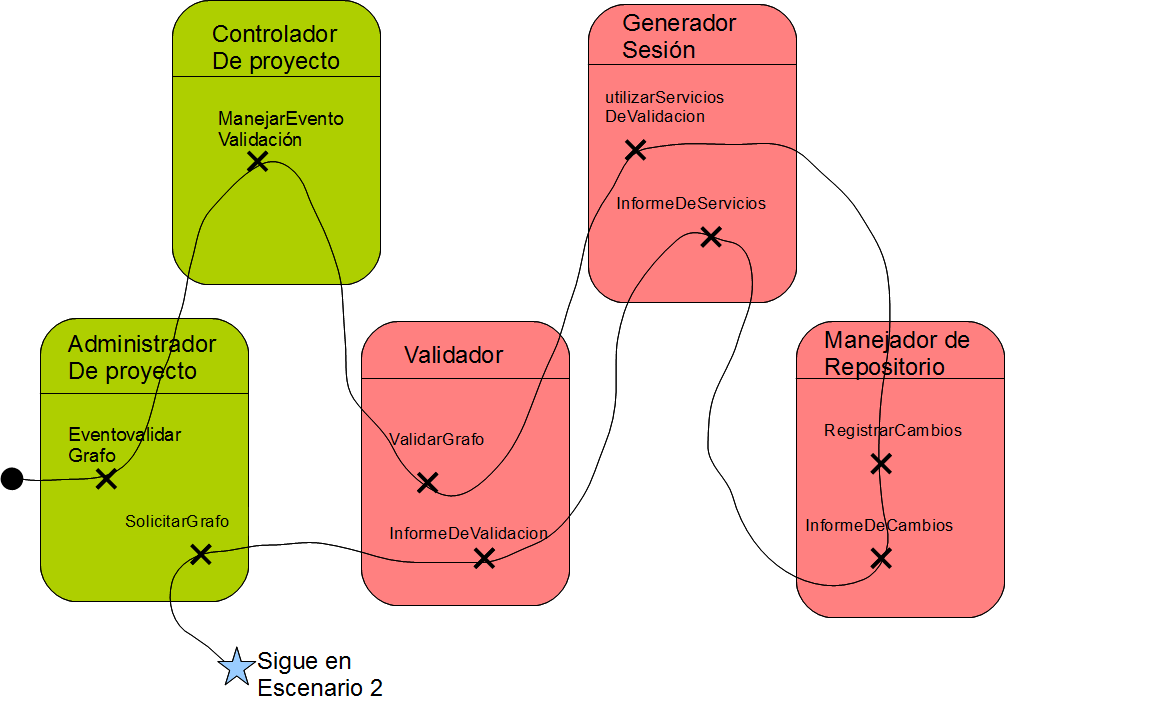 Controlador
De proyecto
ManejarEvento
Validación
Generador
Sesión
utilizarServicios
DeValidacion
InformeDeServicios
Administrador
De proyecto
Eventovalidar
Grafo
SolicitarGrafo
Validador
ValidarGrafo
InformeDeValidacion
Manejador de
Repositorio
RegistrarCambios
InformeDeCambios
Sigue en
Escenario 2